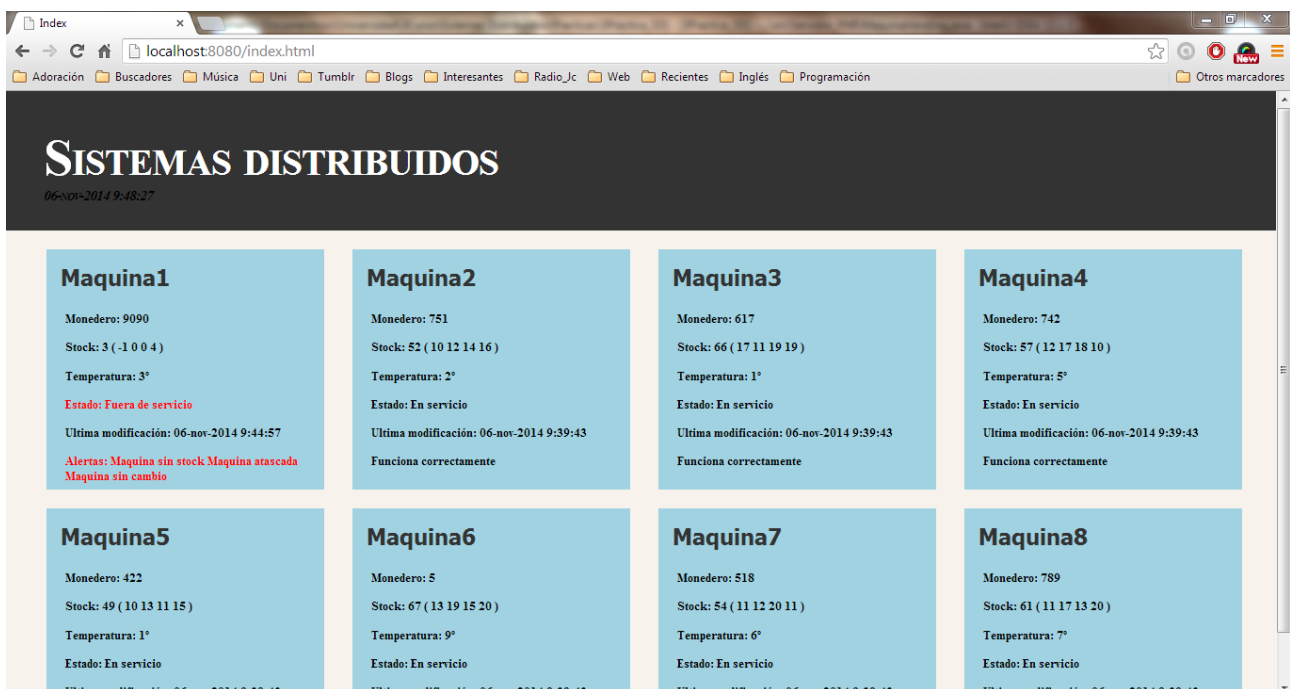 Index
localhost:8080/index.html
New
Adoración Buscadores Música Uni Tumblr Blogs Interesantes Radio_Jc Web Recientes Inglés Programación Otros marcadores
SISTEMAS DISTRIBUIDOS
06-nov-2014 9:48:27
Maquina1
Monedero: 9090
Stock: 3 ( -1 0 0 4 )
Temperatura: 3º
Estado: Fuera de servicio
Ultima modificación: 06-nov-2014 9:44:57
Alertas: Maquina sin stock Maquina atascada
Maquina sin cambio
Maquina2
Monedero: 751
Stock: 52 ( 10 12 14 16 )
Temperatura: 2º
Estado: En servicio
Ultima modificación: 06-nov-2014 9:39:43
Funciona correctamente
Maquina3
Monedero: 617
Stock: 66 ( 17 11 19 19 )
Temperatura: 1º
Estado: En servicio
Ultima modificación: 06-nov-2014 9:39:43
Funciona correctamente
Maquina4
Monedero: 742
Stock: 57 ( 12 17 18 10 )
Temperatura: 5º
Estado: En servicio
Ultima modificación: 06-nov-2014 9:39:43
Funciona correctamente
Maquina5
Monedero: 422
Stock: 49 ( 10 13 11 15 )
Temperatura: 1º
Estado: En servicio
Maquina6
Monedero: 5
Stock: 67 ( 13 19 15 20 )
Temperatura: 9º
Estado: En servicio
Maquina7
Monedero: 518
Stock: 54 ( 11 12 20 11 )
Temperatura: 6º
Estado: En servicio
Maquina8
Monedero: 789
Stock: 61 ( 11 17 13 20 )
Temperatura: 7º
Estado: En servicio